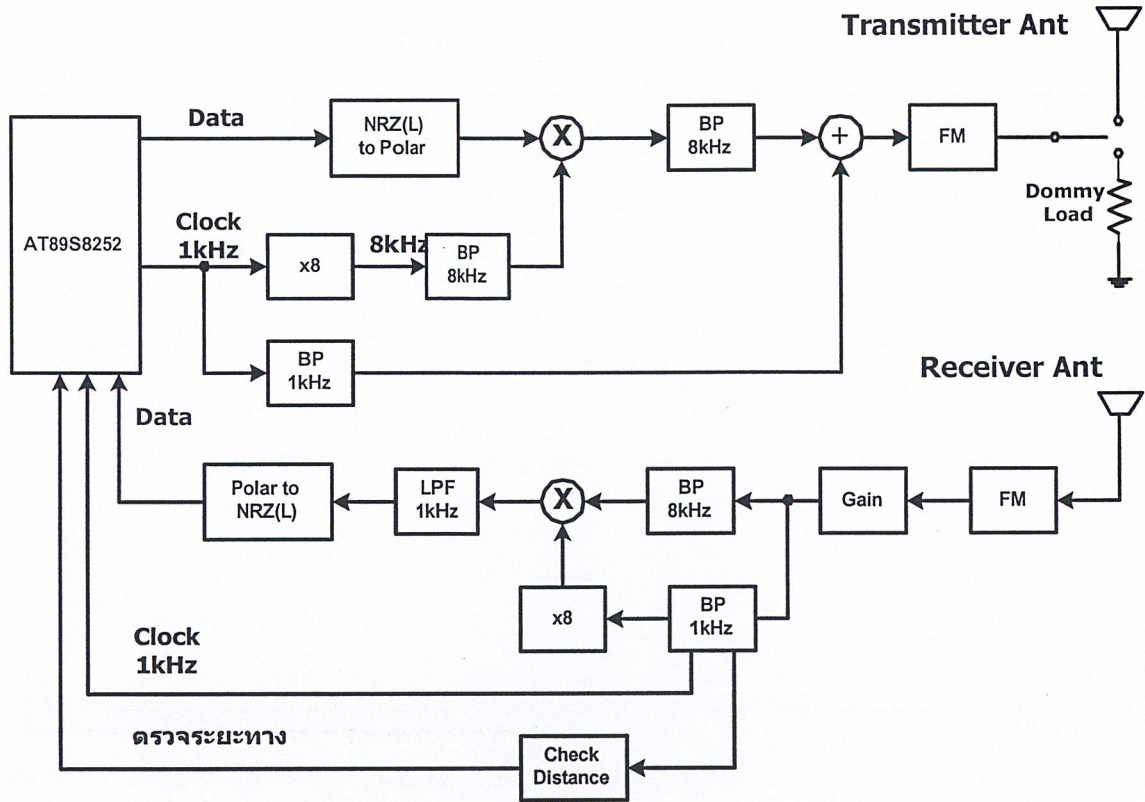 Transmitter Ant
Data
NRZ(L)
to Polar
X
BP
8kHz
+
FM
Dommy
Load
AT89S8252
Clock
1kHz
x8
8kHz
BP
8kHz
BP
1kHz
Receiver Ant
Data
Polar to
NRZ(L)
LPF
1kHz
X
BP
8kHz
Gain
FM
x8
BP
1kHz
Clock
1kHz
ตรวจระยะทาง
Check
Distance